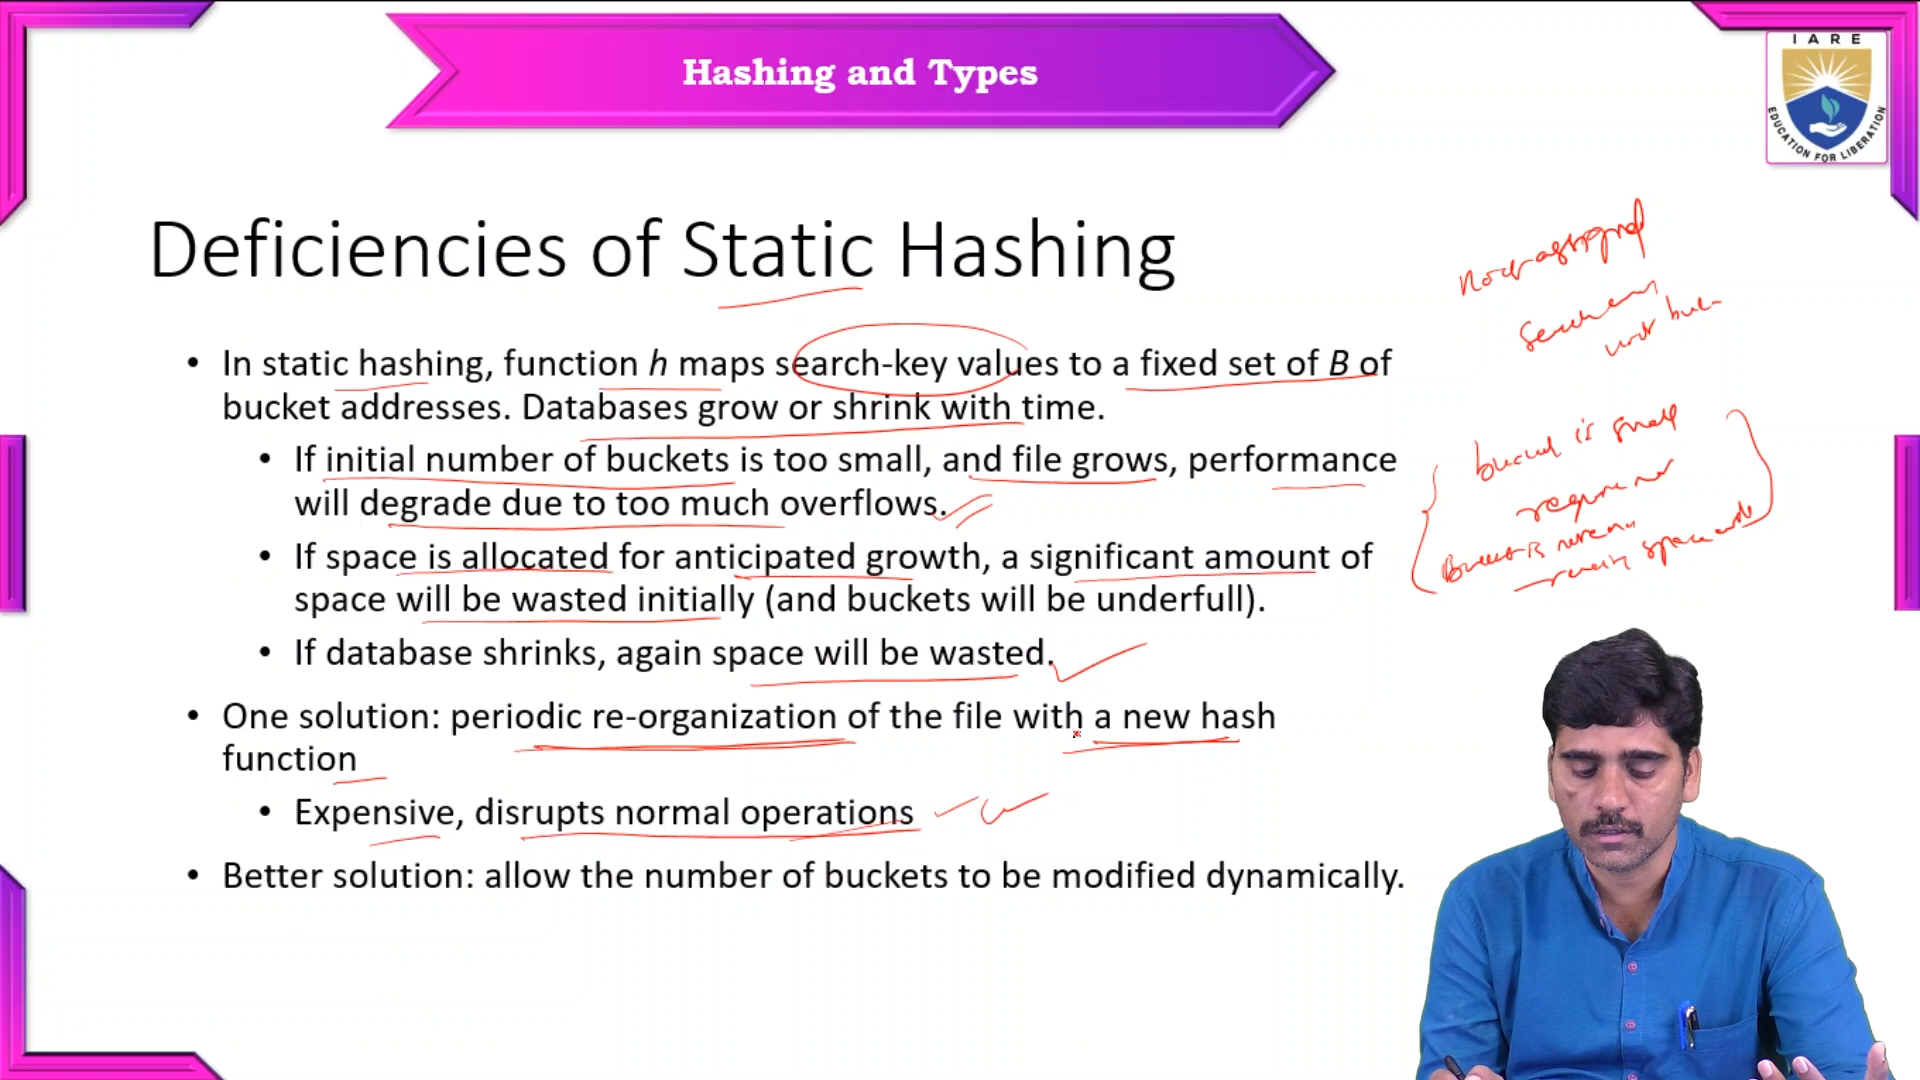 Hashing and Types
I A R E
EDUCATION FOR LIBERATION
Deficiencies of Static Hashing
• In static hashing, function h maps search-key values to a fixed set of B of
bucket addresses. Databases grow or shrink with time.
• If initial number of buckets is too small, and file grows, performance
will degrade due to too much overflows.
• If space is allocated for anticipated growth, a significant amount of
space will be wasted initially (and buckets will be underfull).
• If database shrinks, again space will be wasted.
• One solution: periodic re-organization of the file with a new hash
function
• Expensive, disrupts normal operations
• Better solution: allow the number of buckets to be modified dynamically.
is small